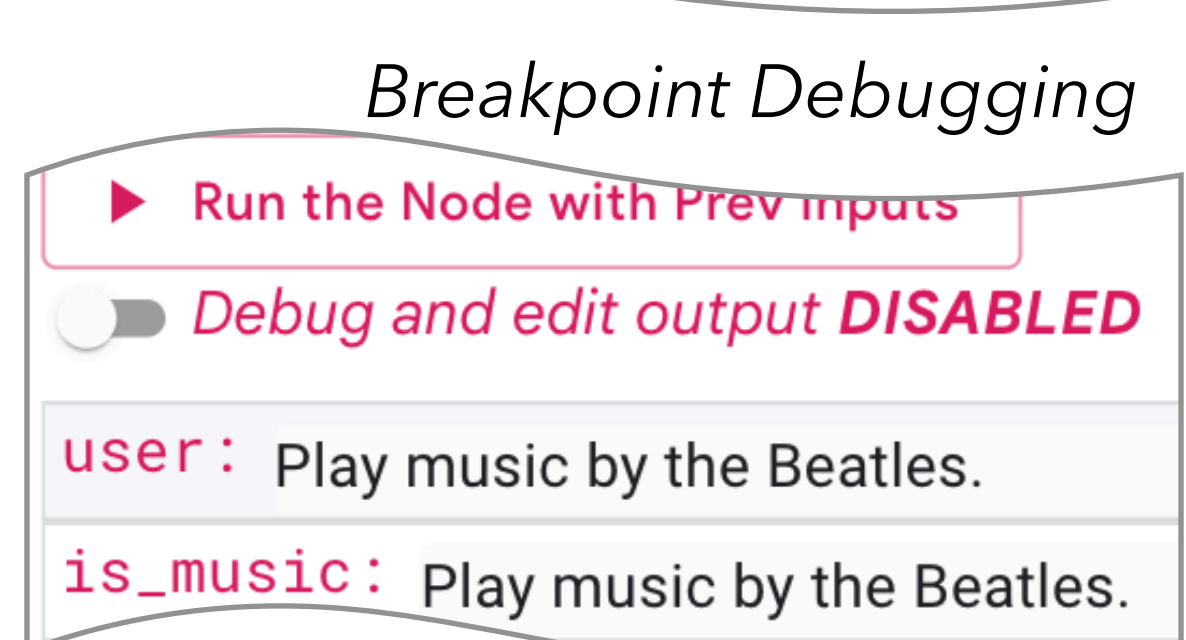 Breakpoint Debugging
Run the Node with Prev Inputs
Debug and edit output DISABLED
user: Play music by the Beatles.
is_music: Play music by the Beatles.